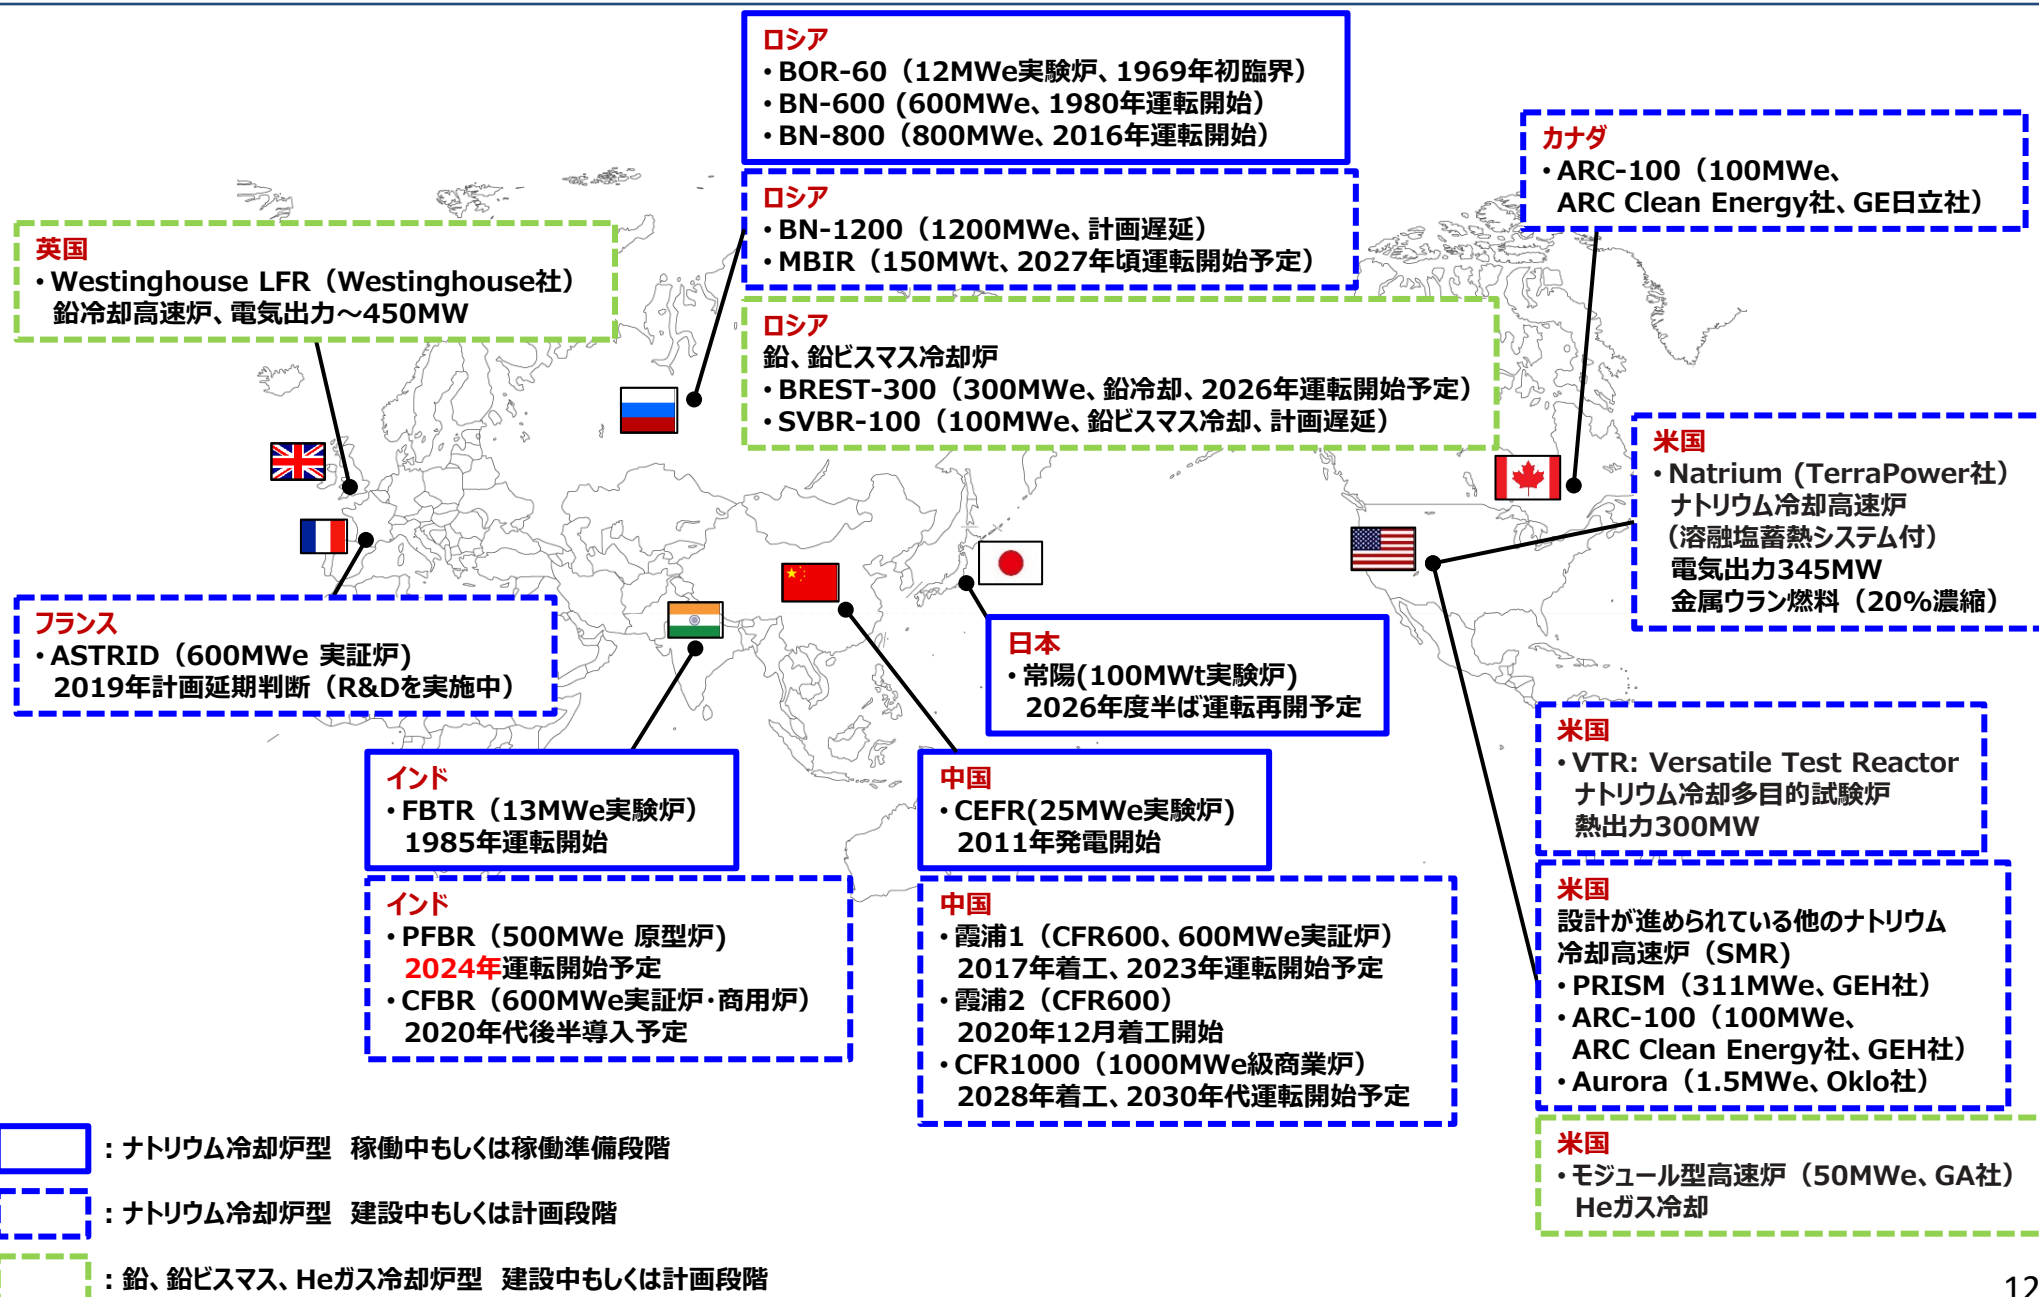 ロシア
・BOR-60（12MWe実験炉、1969年初臨界）
・BN-600 (600MWe、1980年運転開始）
・BN-800（800MWe、2016年運転開始）
ロシア
・BN-1200（1200MWe、計画遅延）
・MBIR（150MWt、2027年頃運転開始予定）
ロシア
鉛、鉛ビスマス冷却炉
・BREST-300（300MWe、鉛冷却、2026年運転開始予定）
・SVBR-100（100MWe、鉛ビスマス冷却、計画遅延）
カナダ
・ARC-100（100MWe、
ARC Clean Energy社、GE日立社）
英国
・Westinghouse LFR（Westinghouse社）
鉛冷却高速炉、電気出力～450MW
米国
・Natrium (TerraPower社）
ナトリウム冷却高速炉
（溶融塩蓄熱システム付）
電気出力345MW
金属ウラン燃料（20%濃縮）
フランス
・ASTRID（600MWe 実証炉)
2019年計画延期判断（R&Dを実施中）
日本
・常陽(100MWt実験炉)
2026年度半ば運転再開予定
米国
・VTR: Versatile Test Reactor
ナトリウム冷却多目的試験炉
熱出力300MW
インド
・FBTR（13MWe実験炉）
1985年運転開始
中国
・CEFR(25MWe実験炉)
2011年発電開始
インド
・PFBR（500MWe 原型炉)
2024年運転開始予定
・CFBR（600MWe実証炉・商用炉）
2020年代後半導入予定
中国
・霞浦1（CFR600、600MWe実証炉）
2017年着工、2023年運転開始予定
・霞浦2（CFR600）
2020年12月着工開始
・CFR1000（1000MWe級商業炉）
2028年着工、2030年代運転開始予定
米国
設計が進められている他のナトリウム
冷却高速炉（SMR)
・PRISM（311MWe、GEH社）
・ARC-100（100MWe、
ARC Clean Energy社、GEH社）
・Aurora（1.5MWe、Oklo社）
米国
・モジュール型高速炉（50MWe、GA社）
Heガス冷却
：ナトリウム冷却炉型 稼働中もしくは稼働準備段階
：ナトリウム冷却炉型 建設中もしくは計画段階
：鉛、鉛ビスマス、Heガス冷却炉型 建設中もしくは計画段階
12